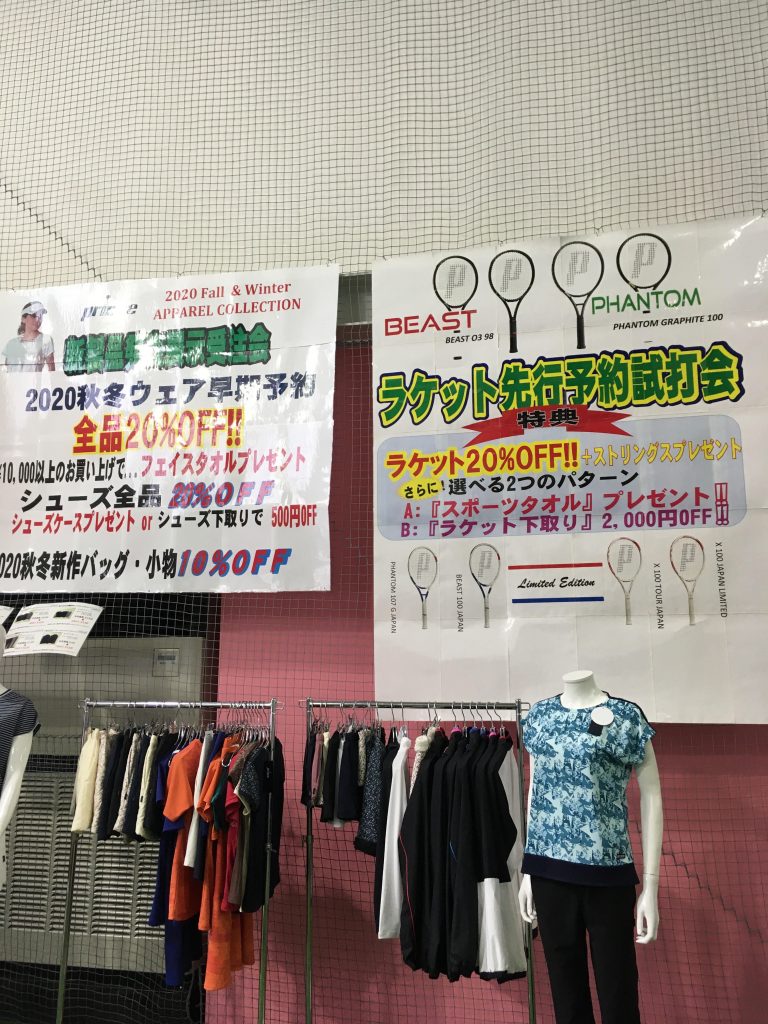 2020 Fall & Winter
APPAREL COLLECTION
2020秋冬ウェア早期予約
全品20%OFF!!
¥10,000以上のお買い上げで…フェイスタオルプレゼント
シューズ全品 20%OFF
シューズケースプレゼント or シューズ下取りで 500円OFF
2020秋冬新作バッグ・小物10%OFF
BEAST
BEAST O3 98
PHANTOM
PHANTOM GRAPHITE 100
ラケット先行予約試打会
特典
ラケット20%OFF!!+ストリングスプレゼント
さらに!選べる2つのパターン
A:『スポーツタオル』プレゼント!!
B:『ラケット下取り』2,000円OFF!!
PHANTOM 107 G JAPAN
BEAST 100 JAPAN
Limited Edition
X 100 TOUR JAPAN
X 100 JAPAN LIMITED